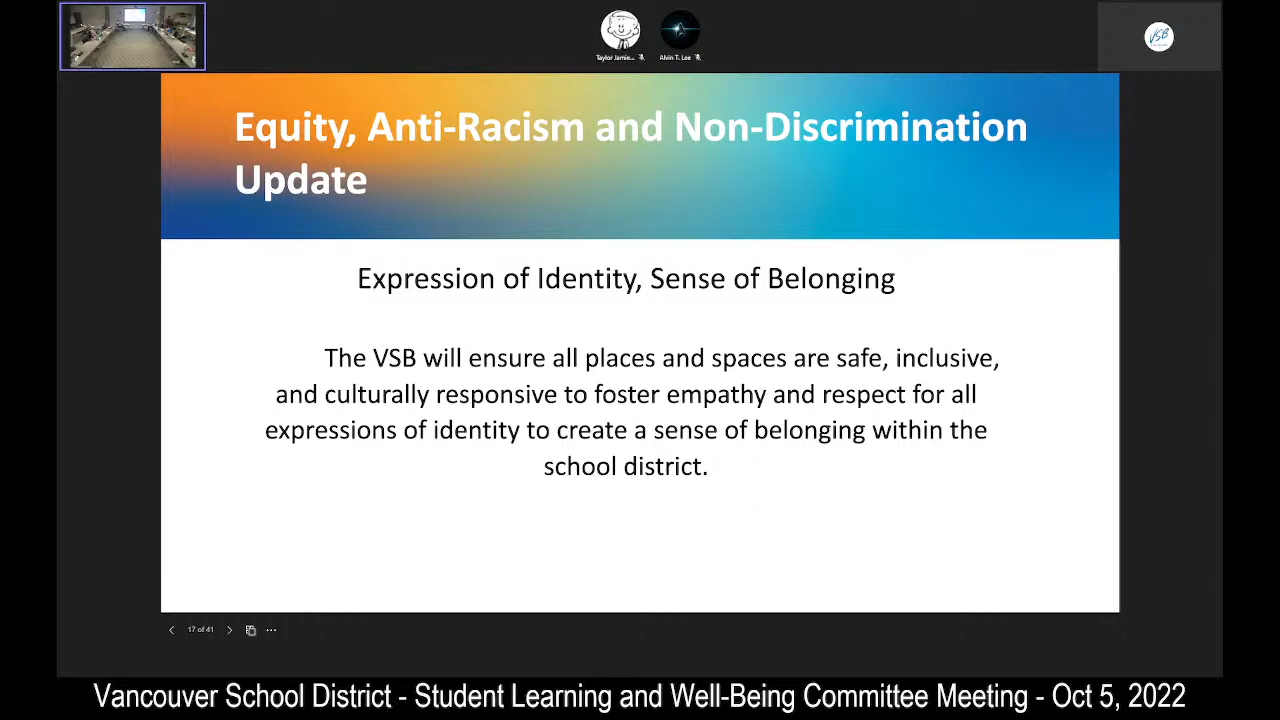 Taylor Jamie...
Alvin T. Lee
VSB
Equity, Anti-Racism and Non-Discrimination
Update
Expression of Identity, Sense of Belonging
The VSB will ensure all places and spaces are safe, inclusive,
and culturally responsive to foster empathy and respect for all
expressions of identity to create a sense of belonging within the
school district.
17 of 41
Vancouver School District - Student Learning and Well-Being Committee Meeting - Oct 5, 2022